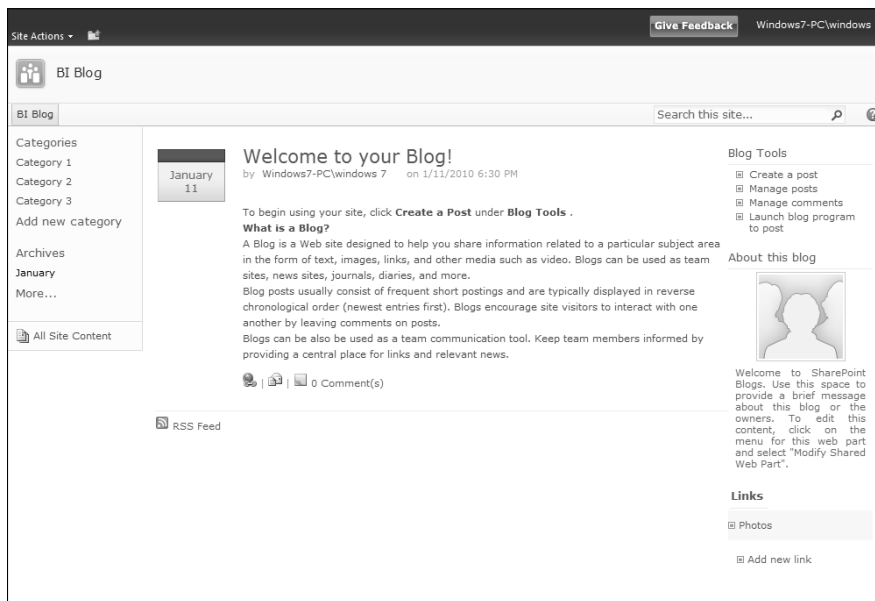 Site Actions
Give Feedback
Windows7-PC\windows
BI Blog
BI Blog
Search this site...
Categories
Category 1
Category 2
Category 3
Add new category
Archives
January
More...
All Site Content
January
11
Welcome to your Blog!
by Windows7-PC\windows 7 on 1/11/2010 6:30 PM
To begin using your site, click Create a Post under Blog Tools .
What is a Blog?
A Blog is a Web site designed to help you share information related to a particular subject area
in the form of text, images, links, and other media such as video. Blogs can be used as team
sites, news sites, journals, diaries, and more.
Blog posts usually consist of frequent short postings and are typically displayed in reverse
chronological order (newest entries first). Blogs encourage site visitors to interact with one
another by leaving comments on posts.
Blogs can be also be used as a team communication tool. Keep team members informed by
providing a central place for links and relevant news.
| | 0 Comment(s)
RSS Feed
Blog Tools
Create a post
Manage posts
Manage comments
Launch blog program
to post
About this blog
Welcome to SharePoint
Blogs. Use this space to
provide a brief message
about this blog or the
owners. To edit this
content, click on the
menu for this web part
and select "Modify Shared
Web Part".
Links
Photos
Add new link